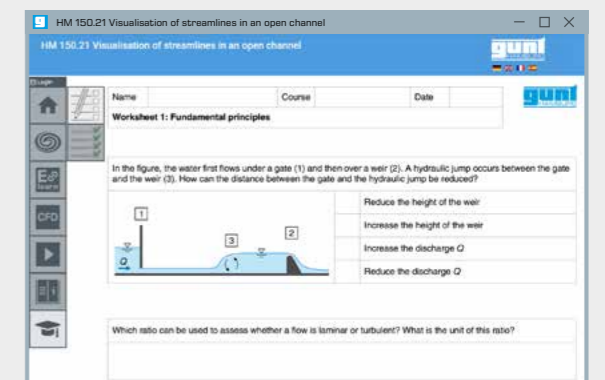 HM 150.21 Visualisation of streamlines in an open channel
HM 150.21 Visualisation of streamlines in an open channel
gunt
Login
Name
Course
Date
gunt
HAMBURG
Worksheet 1: Fundamental principles
In the figure, the water first flows under a gate (1) and then over a weir (2). A hydraulic jump occurs between the gate
and the weir (3). How can the distance between the gate and the hydraulic jump be reduced?
Reduce the height of the weir
Increase the height of the weir
Increase the discharge Q
Reduce the discharge Q
1
3
2
Q
E
learn
CFD
Which ratio can be used to assess whether a flow is laminar or turbulent? What is the unit of this ratio?